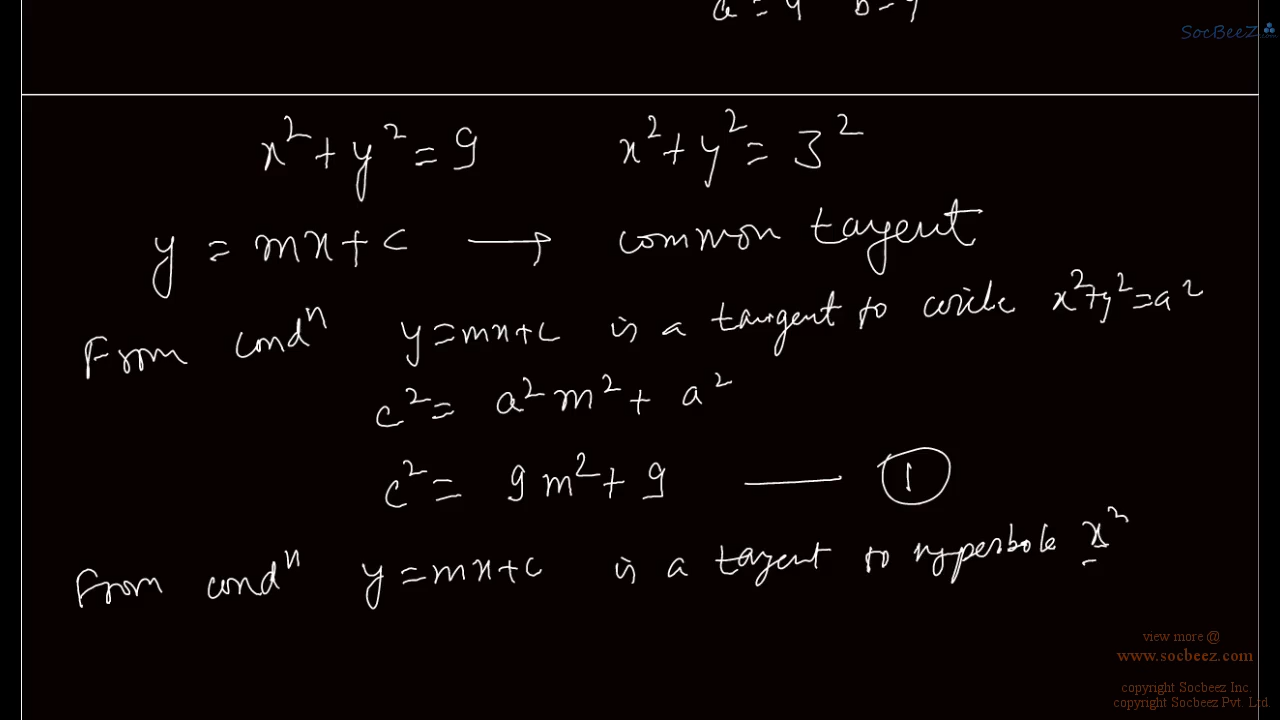 SocBeeZ
x² + y² = 9 x² + y² = 3²
y = mx + c → common tangent
From condⁿ y = mx + c is a tangent to circle x² + y² = a²
c² = a²m² + a²
c² = 9m² + 9 —— ①
From condⁿ y = mx + c is a tangent to hyperbola x²
view more @
www.socbeez.com
copyright Socbeez Inc.
copyright Socbeez Pvt. Ltd.